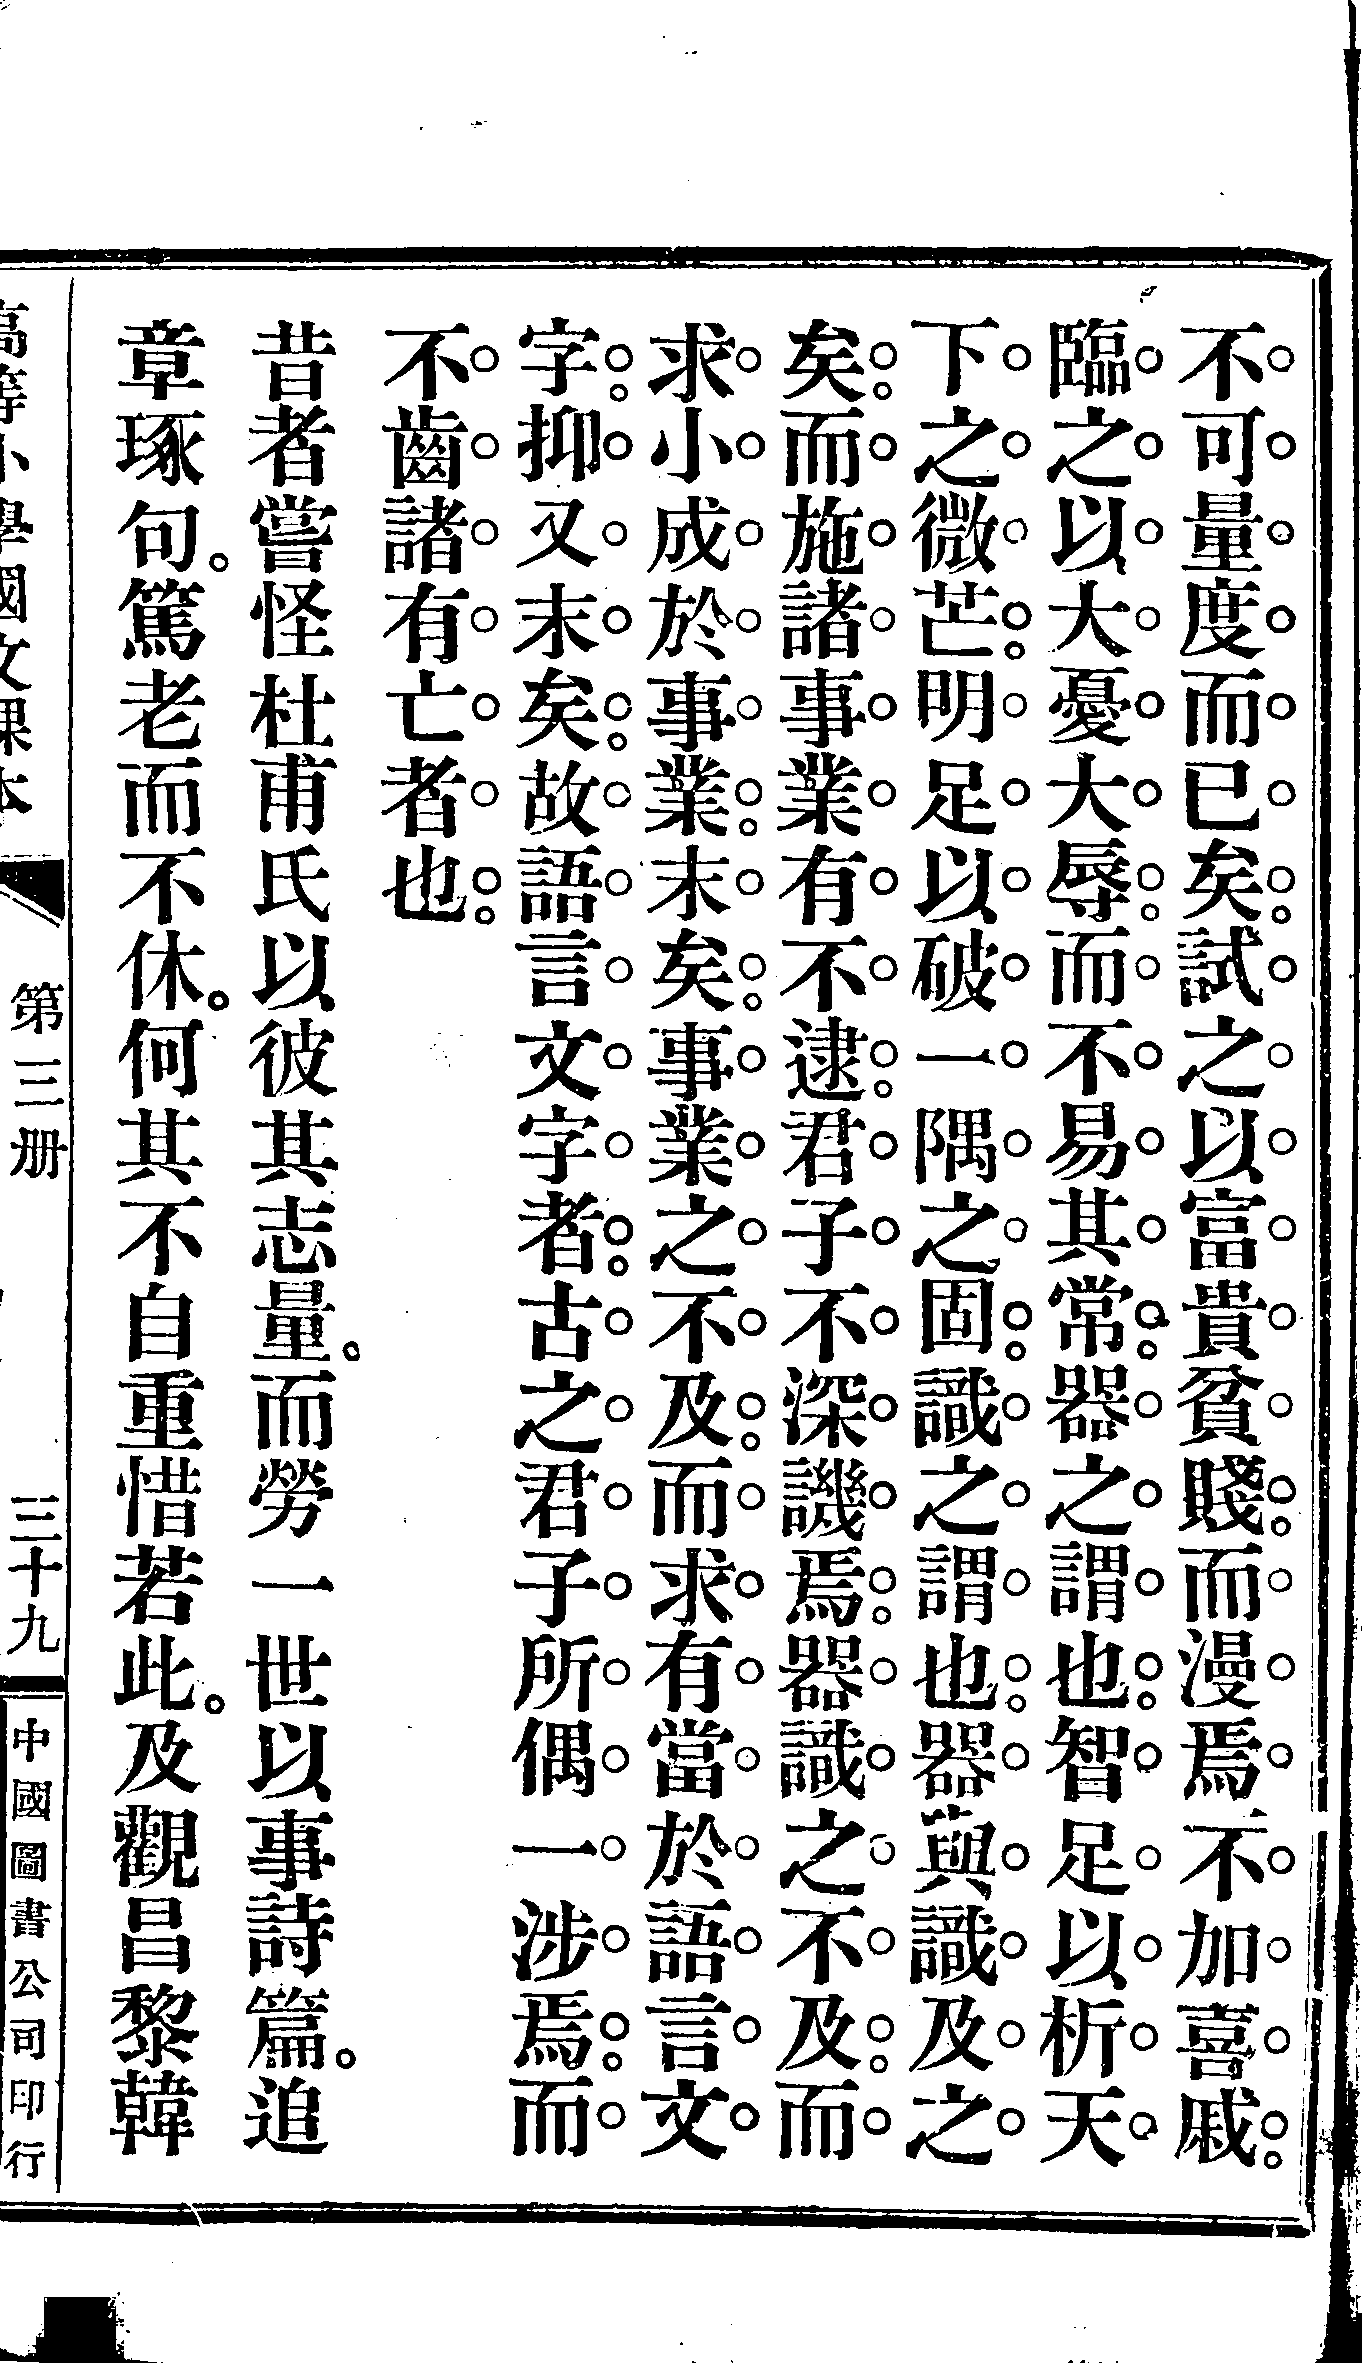 不可量度而已矣。試之以富貴貧賤。而漫焉不加喜戚。
臨之以大憂大辱。而不易其常。器之謂也。智足以析天
下之微芒。明足以破一隅之固。識之謂也。器與識及之
矣。而施諸事業有不逮。君子不深譏焉。器識之不及。而
求小成於事業。末矣。事業之不及。而求有當於語言文
字。抑又末矣。故語言文字者。古之君子所偶一涉焉。而
不齒諸有亡者也。
昔者嘗怪杜甫氏以彼其志量。而勞一世以事詩篇。追
章琢句。篤老而不休。何其不自重惜若此。及觀昌黎韓
高等小學國文課本
第三册
三十九
中國圖書公司印行